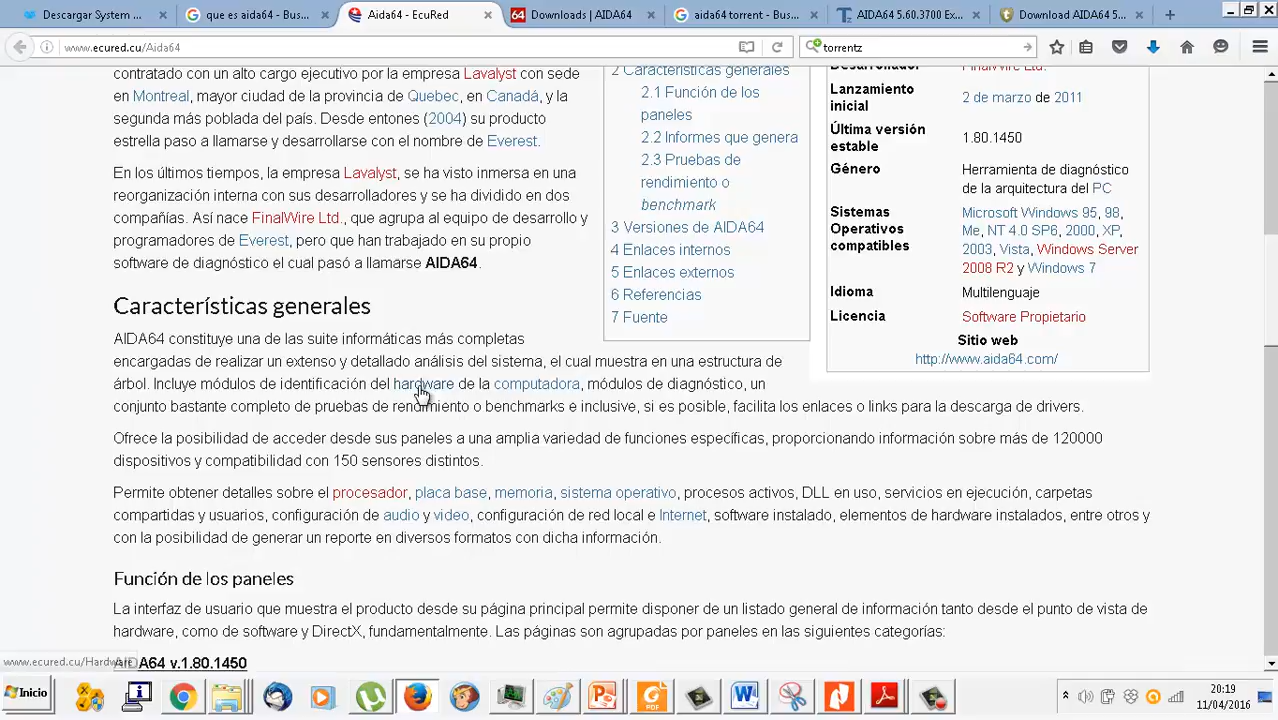 Descargar System ...
que es aida64 - Bus...
Aida64 - EcuRed
Downloads | AIDA64
aida64 torrent - Bus...
AIDA64 5.60.3700 Ex...
Download AIDA64 5...
www.ecured.cu/Aida64
torrentz
contratado con un alto cargo ejecutivo por la empresa Lavalyst con sede
en Montreal, mayor ciudad de la provincia de Quebec, en Canadá, y la
segunda más poblada del país. Desde entones (2004) su producto
estrella paso a llamarse y desarrollarse con el nombre de Everest.
En los últimos tiempos, la empresa Lavalyst, se ha visto inmersa en una
reorganización interna con sus desarrolladores y se ha dividido en dos
compañías. Así nace FinalWire Ltd., que agrupa al equipo de desarrollo y
programadores de Everest, pero que han trabajado en su propio
software de diagnóstico el cual pasó a llamarse AIDA64.
2 Características generales
2.1 Función de los
paneles
2.2 Informes que genera
2.3 Pruebas de
rendimiento o
benchmark
3 Versiones de AIDA64
4 Enlaces internos
5 Enlaces externos
6 Referencias
7 Fuente
Desarrollador FinalWire Ltd.
Lanzamiento
inicial
2 de marzo de 2011
Última versión
estable
1.80.1450
Género
Herramienta de diagnóstico
de la arquitectura del PC
Sistemas
Operativos
compatibles
Microsoft Windows 95, 98,
Me, NT 4.0 SP6, 2000, XP,
2003, Vista, Windows Server
2008 R2 y Windows 7
Idioma Multilenguaje
Licencia Software Propietario
Sitio web
http://www.aida64.com/
Características generales
AIDA64 constituye una de las suite informáticas más completas
encargadas de realizar un extenso y detallado análisis del sistema, el cual muestra en una estructura de
árbol. Incluye módulos de identificación del hardware de la computadora, módulos de diagnóstico, un
conjunto bastante completo de pruebas de rendimiento o benchmarks e inclusive, si es posible, facilita los enlaces o links para la descarga de drivers.
Ofrece la posibilidad de acceder desde sus paneles a una amplia variedad de funciones específicas, proporcionando información sobre más de 120000
dispositivos y compatibilidad con 150 sensores distintos.
Permite obtener detalles sobre el procesador, placa base, memoria, sistema operativo, procesos activos, DLL en uso, servicios en ejecución, carpetas
compartidas y usuarios, configuración de audio y video, configuración de red local e Internet, software instalado, elementos de hardware instalados, entre otros y
con la posibilidad de generar un reporte en diversos formatos con dicha información.
Función de los paneles
La interfaz de usuario que muestra el producto desde su página principal permite disponer de un listado general de información tanto desde el punto de vista de
hardware, como de software y DirectX, fundamentalmente. Las páginas son agrupadas por paneles en las siguientes categorías:
www.ecured.cu/Hardware
A DA64 v.1.80.1450
Inicio
20:19
11/04/2016